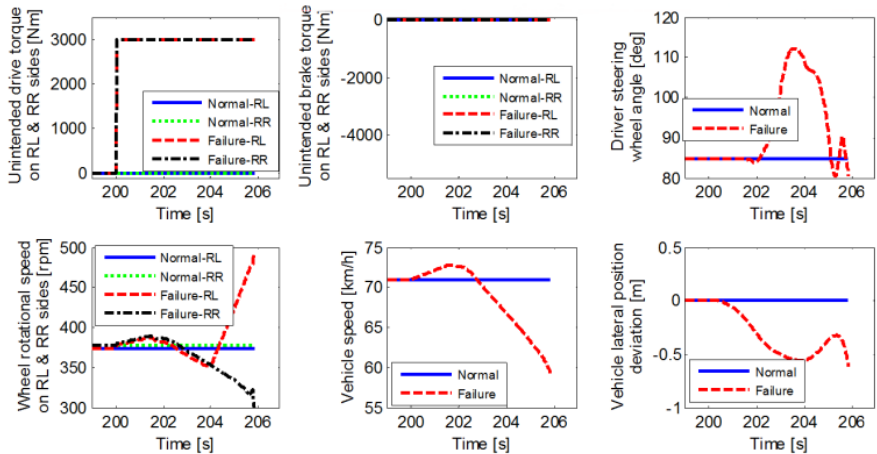 Unintended drive torque
on RL & RR sides [Nm]
3000
2000
1000
0
Normal-RL
Normal-RR
Failure-RL
Failure-RR
200
202
204
206
Time [s]
Unintended brake torque
on RL & RR sides [Nm]
0
-2000
-4000
Normal-RL
Normal-RR
Failure-RL
Failure-RR
200
202
204
206
Time [s]
Driver steering
wheel angle [deg]
120
110
100
90
80
Normal
Failure
200
202
204
206
Time [s]
Wheel rotational speed
on RL & RR sides [rpm]
500
450
400
350
300
Normal-RL
Normal-RR
Failure-RL
Failure-RR
200
202
204
206
Time [s]
Vehicle speed [km/h]
75
70
65
60
55
Normal
Failure
200
202
204
206
Time [s]
Vehicle lateral position
deviation [m]
0.5
0
-0.5
-1
Normal
Failure
200
202
204
206
Time [s]